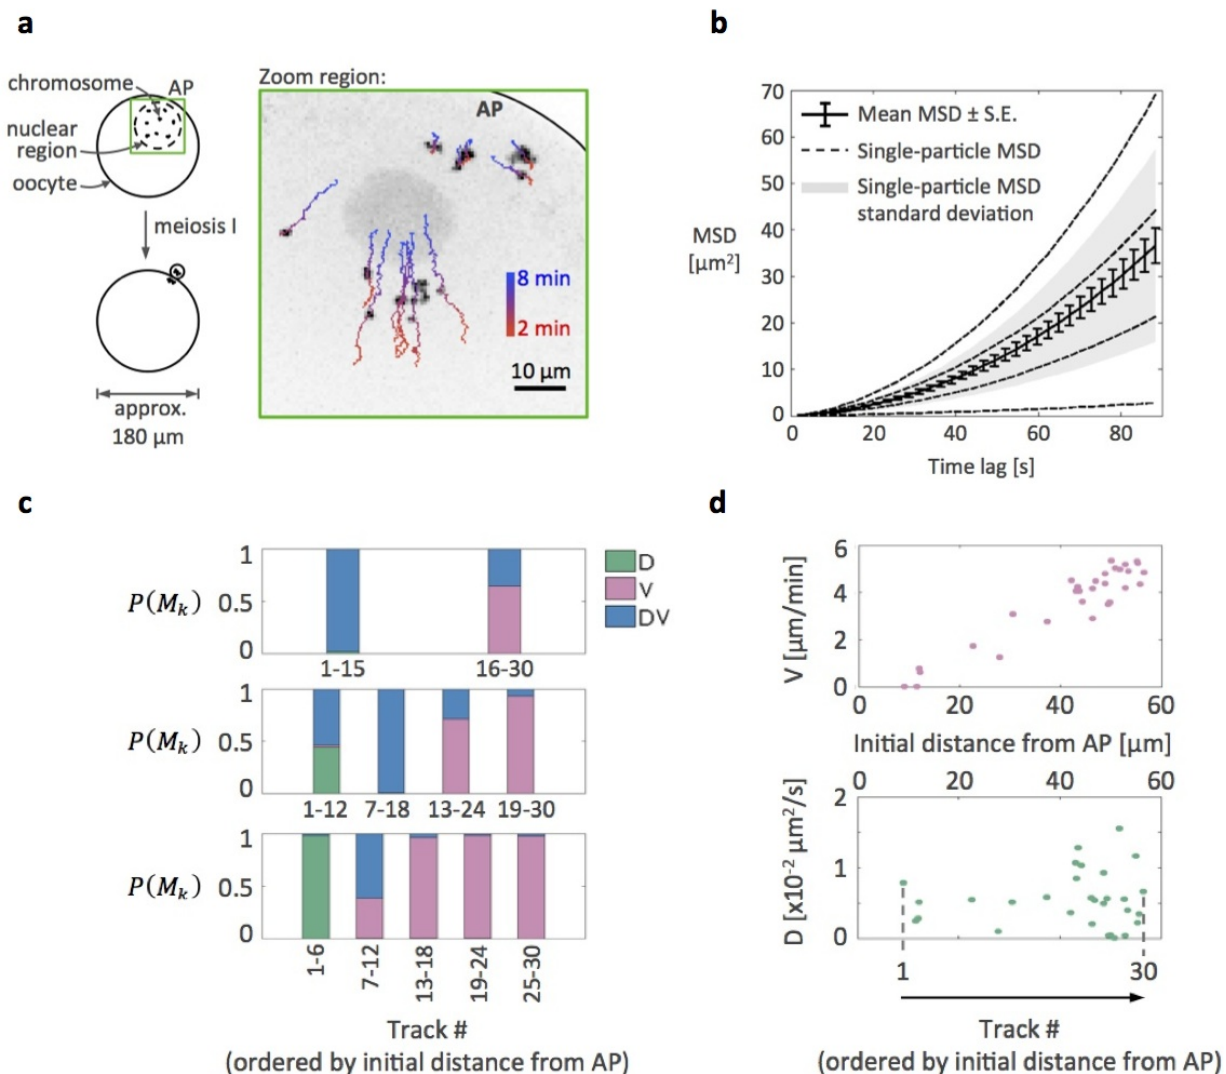 a
chromosome
AP
nuclear
region
oocyte
meiosis I
approx.
180 µm
Zoom region:
AP
8 min
2 min
10 µm
b
70
60
50
40
30
20
10
0
MSD
[µm²]
Mean MSD ± S.E.
Single-particle MSD
Single-particle MSD
standard deviation
0 20 40 60 80
Time lag [s]
c
1
P(Mₖ) 0.5
0
1-15 16-30
D
V
DV
1
P(Mₖ) 0.5
0
1-12 7-18 13-24 19-30
1
P(Mₖ) 0.5
0
1-6 7-12 13-18 19-24 25-30
Track #
(ordered by initial distance from AP)
d
6
4
2
0
V [µm/min]
0 20 40 60
Initial distance from AP [µm]
0 20 40 60
2
1
0
D [x10⁻² µm²/s]
1 30
Track #
(ordered by initial distance from AP)